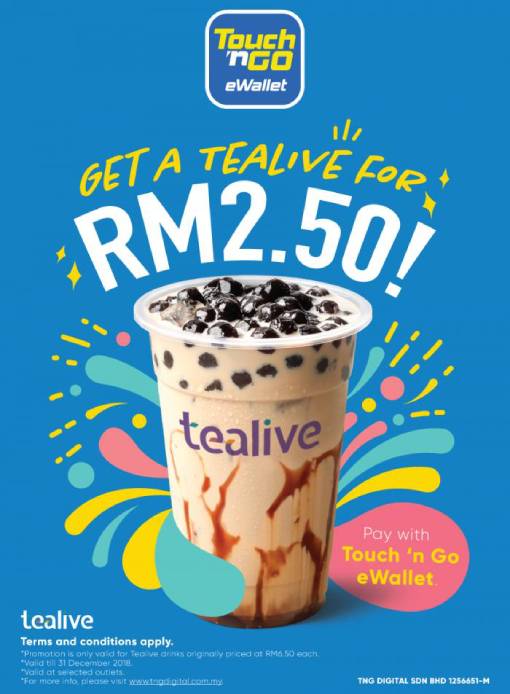 Touch
'nGO
eWallet
GET A TEALIVE FOR
RM2.50!
tealive
Pay with
Touch 'n Go
eWallet.
tealive
Terms and conditions apply.
*Promotion is only valid for Tealive drinks originally priced at RM6.50 each.
*Valid till 31 December 2018.
*Valid at selected outlets.
*For more info, please visit www.tngdigital.com.my.
TNG DIGITAL SDN BHD 1256651-M